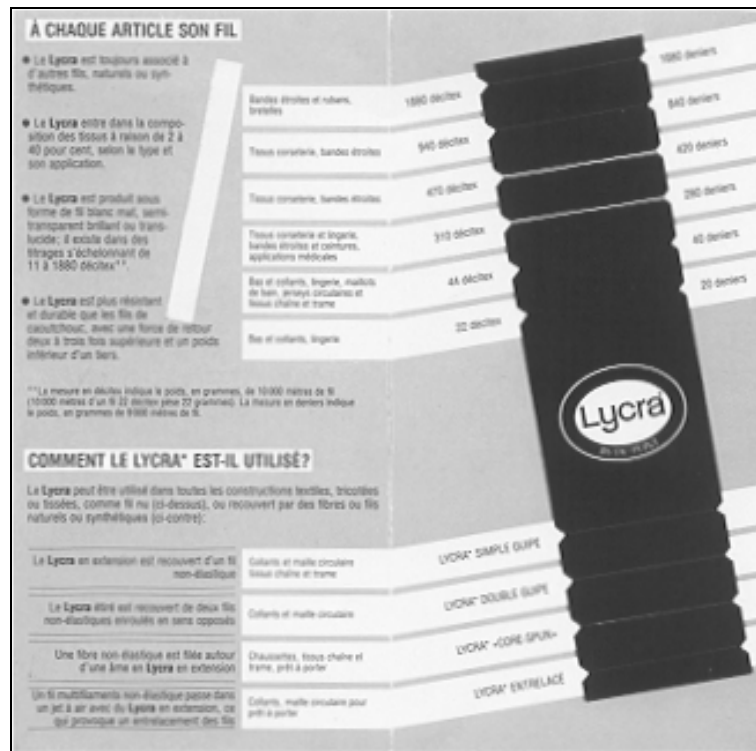 À CHAQUE ARTICLE SON FIL
● Le Lycra est toujours associé à
d'autres fils, naturels ou syn-
thétiques.
● Le Lycra entre dans la compo-
sition des tissus à raison de 2 à
40 pour cent, selon le type et
son application.
● Le Lycra est produit sous
forme de fil blanc mat, semi-
transparent brillant ou trans-
lucide; il existe dans des
titrages s'échelonnant de
11 à 1880 décitex**.
● Le Lycra est plus résistant
et durable que les fils de
caoutchouc, avec une force de retour
deux à trois fois supérieure et un poids
inférieur d'un tiers.
Bandes étroites et rubans,
bretelles
1880 décitex
1680 deniers
Tissus corseterie, bandes étroites
940 décitex
840 deniers
Tissus corseterie, bandes étroites
470 décitex
420 deniers
Tissus corseterie et lingerie,
bandes étroites et ceintures,
applications médicales
310 décitex
280 deniers
Bas et collants, lingerie, maillots
de bain, jerseys circulaires et
tissus chaîne et trame
44 décitex
40 deniers
Bas et collants, lingerie
22 décitex
20 deniers
**La mesure en décitex indique le poids, en grammes, de 10000 mètres de fil
(10000 mètres d'un fil 22 décitex pèse 22 grammes). La mesure en deniers indique
le poids, en grammes de 9000 mètres de fil.
Lycra
COMMENT LE LYCRA* EST-IL UTILISÉ?
Le Lycra peut être utilisé dans toutes les constructions textiles, tricotées
ou tissées, comme fil nu (ci-dessus), ou recouvert par des fibres ou fils
naturels ou synthétiques (ci-contre):
Le Lycra en extension est recouvert d'un fil
non-élastique
Collants et maille circulaire
tissus chaîne et trame
LYCRA* SIMPLE GUIPE
Le Lycra étiré est recouvert de deux fils
non-élastiques enroulés en sens opposés
Collants et maille circulaire
LYCRA* DOUBLE GUIPE
Une fibre non élastique est filée autour
d'une âme en Lycra en extension
Chaussettes, tissus chaîne et
trame, prêt à porter
LYCRA* «CORE-SPUN»
Un fil multifilaments non élastique passe dans
un jet à air avec du Lycra en extension, ce
qui provoque un entrelacement des fils
Collants, maille circulaire pour
prêt à porter
LYCRA* ENTRELACÉ